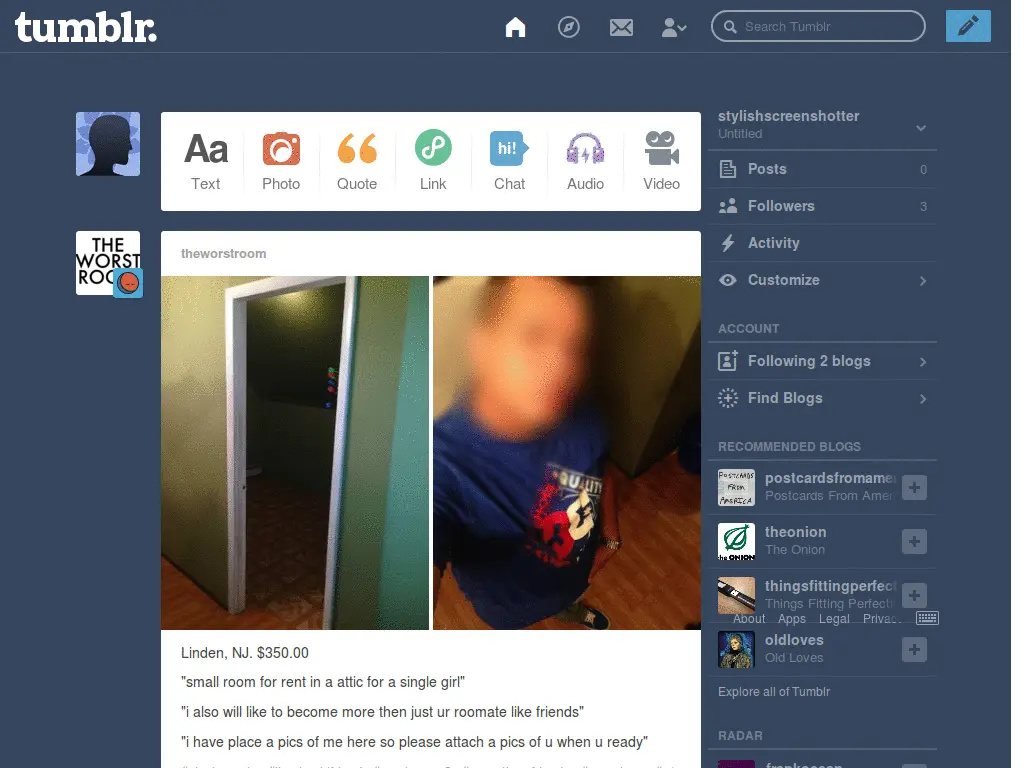 tumblr.
Search Tumblr
Aa
hi!
Text
Photo
Quote
Link
Chat
Audio
Video
THE
WORST
theworstroom
Linden, NJ. $350.00
"small room for rent in a attic for a single girl"
"i also will like to become more then just ur roomate like friends"
"i have place a pics of me here so please attach a pics of u when u ready"
stylishscreenshotter
Untitled
Posts 0
Followers 3
Activity
Customize
ACCOUNT
Following 2 blogs
Find Blogs
RECOMMENDED BLOGS
POSTCARDS
FROM
AMERICA
postcardsfromame
Postcards From Amer
the ONION
theonion
The Onion
thingsfittingperfect
Things Fitting Perfect
About Apps Legal Priva
oldloves
Old Loves
Explore all of Tumblr
RADAR